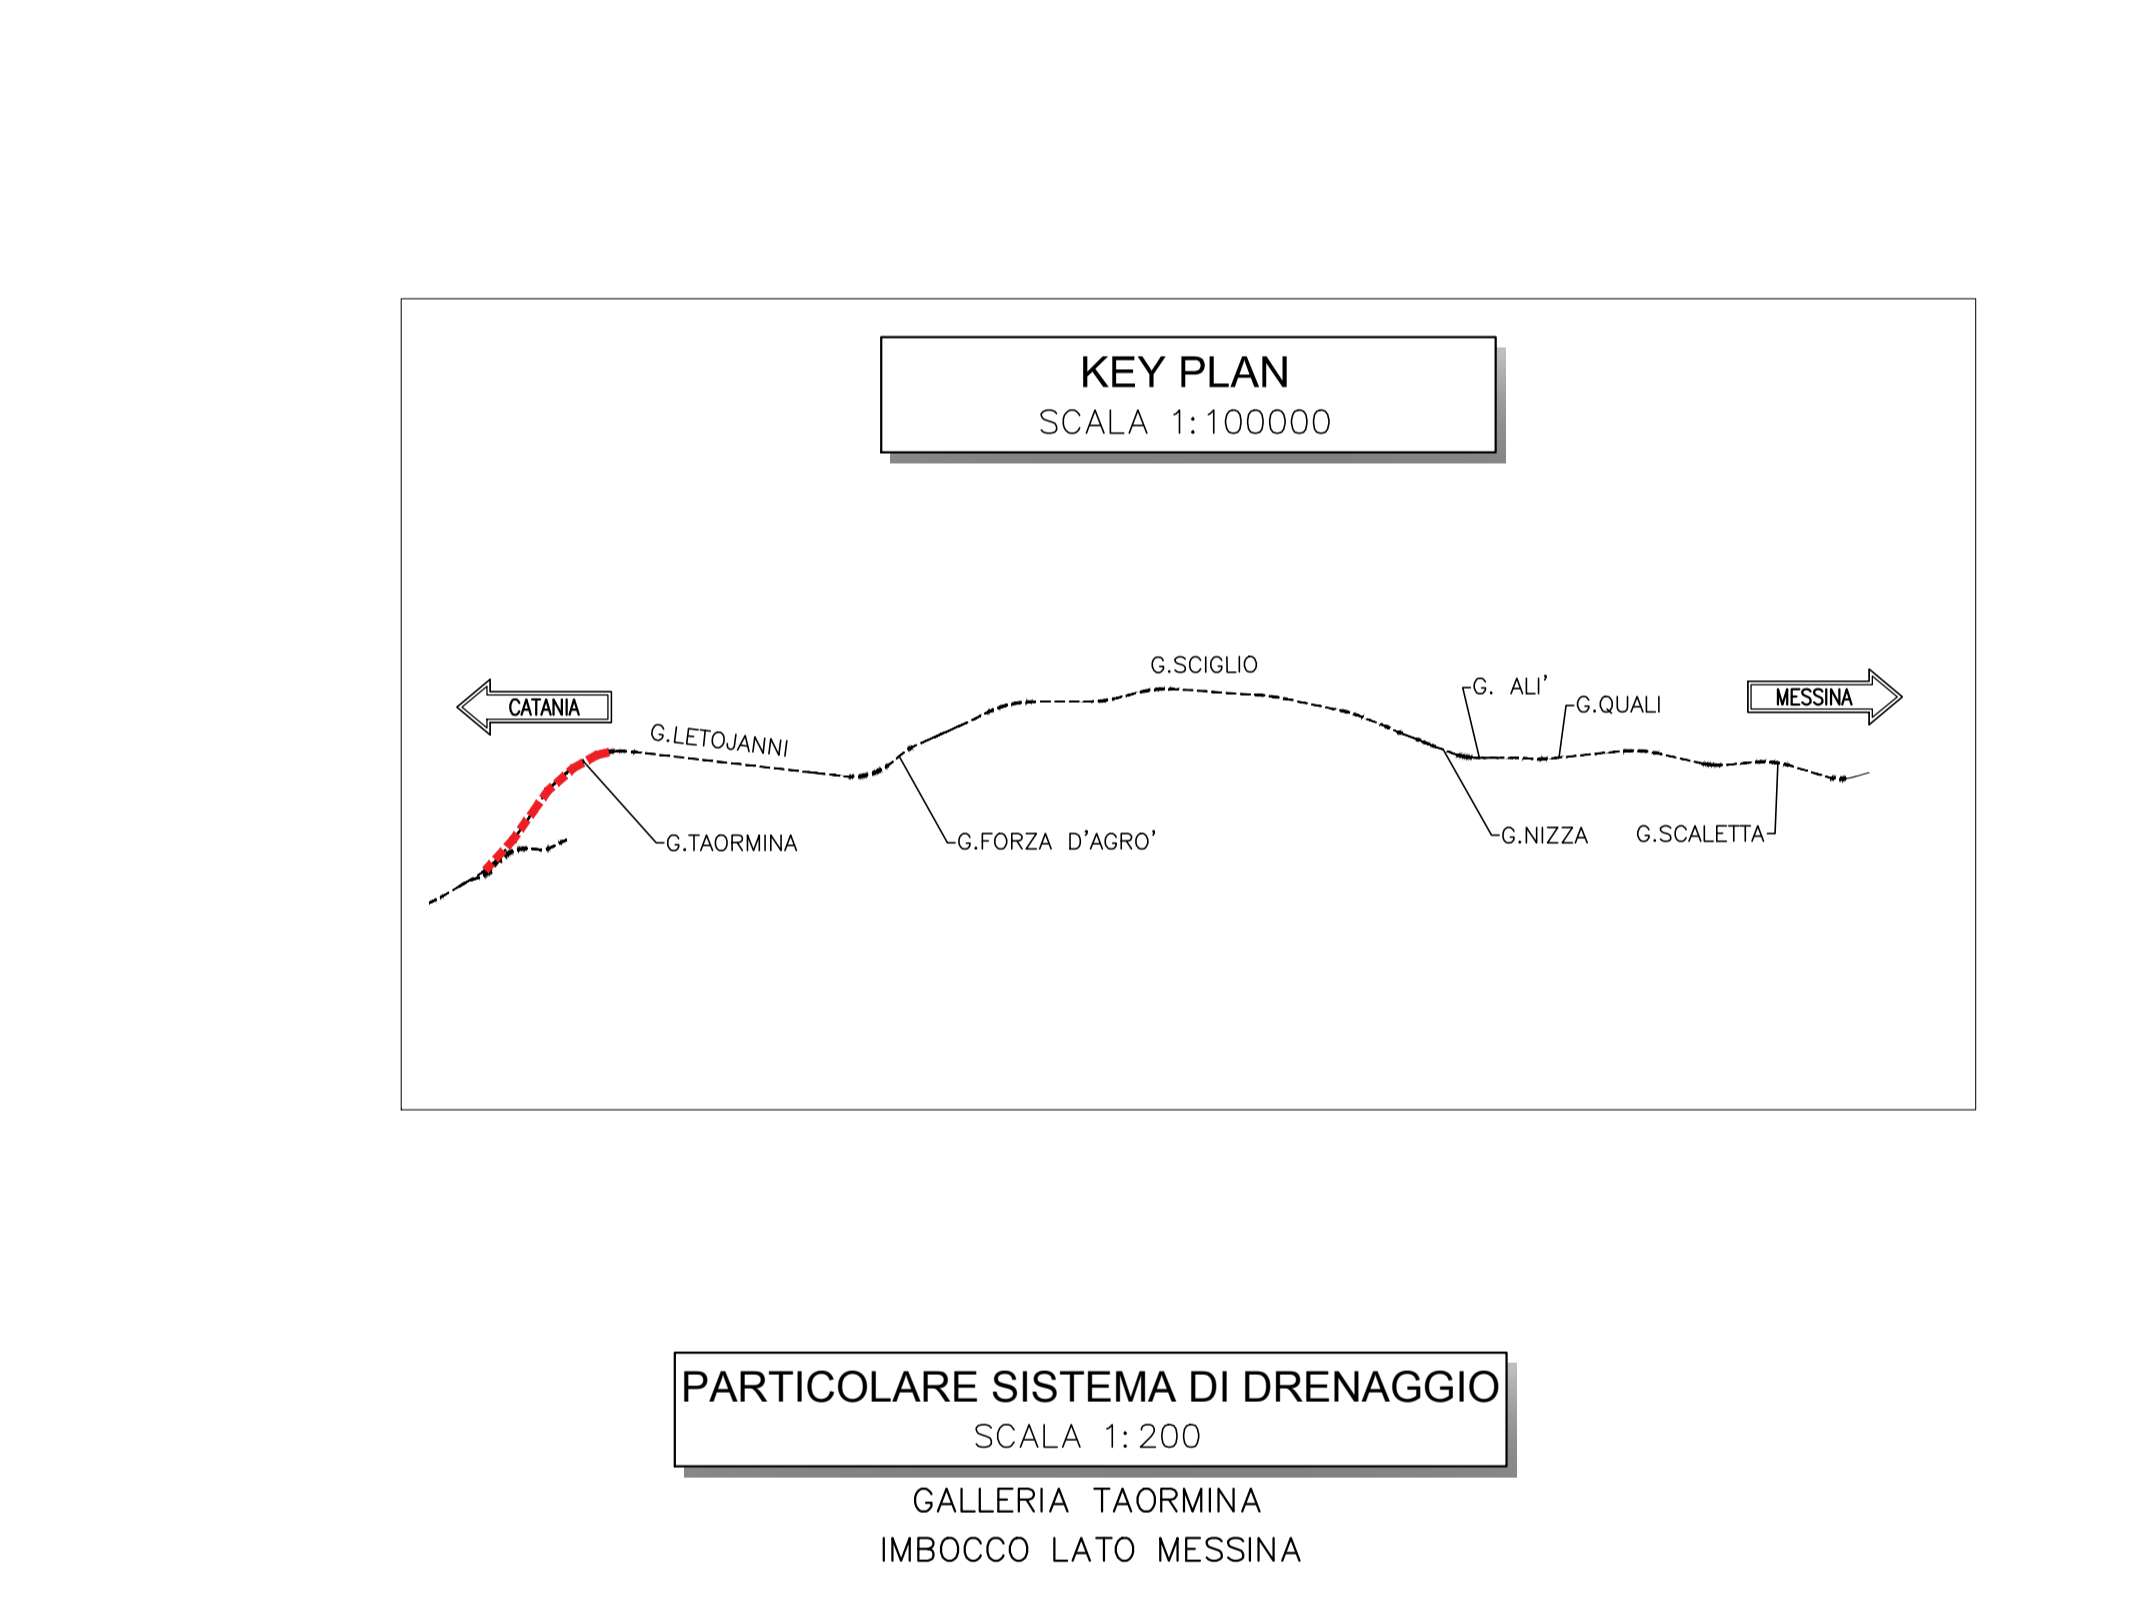 KEY PLAN
SCALA 1:100000
G.SCIGLIO
G. ALI'
G.QUALI
MESSINA
CATANIA
G.LETOJANNI
G.TAORMINA
G.FORZA D'AGRO'
G.NIZZA
G.SCALETTA
PARTICOLARE SISTEMA DI DRENAGGIO
SCALA 1:200
GALLERIA TAORMINA
IMBOCCO LATO MESSINA